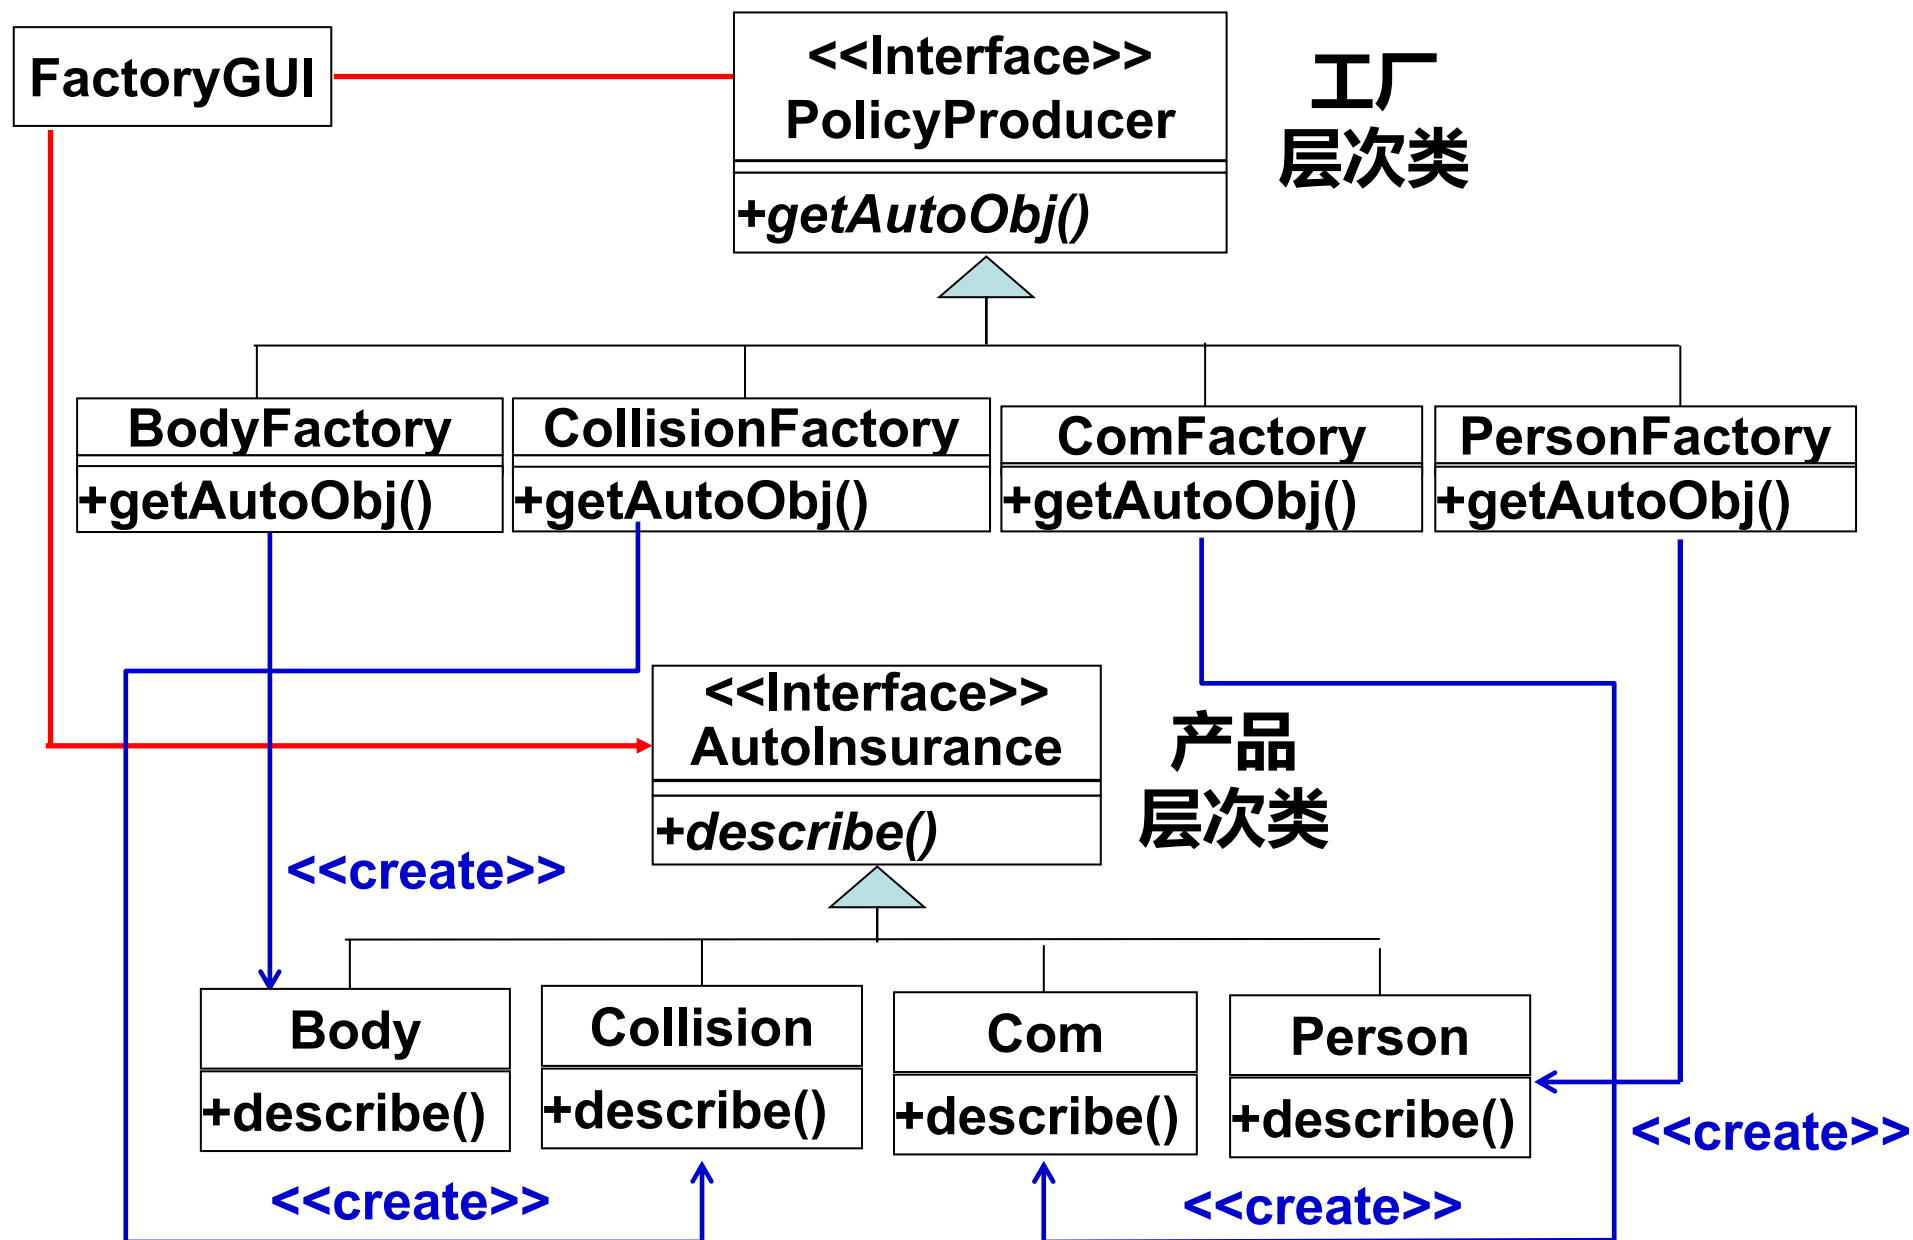 FactoryGUI
<<Interface>>
PolicyProducer
+getAutoObj()
工厂
层次类
BodyFactory
+getAutoObj()
CollisionFactory
+getAutoObj()
ComFactory
+getAutoObj()
PersonFactory
+getAutoObj()
<<Interface>>
AutoInsurance
+describe()
产品
层次类
<<create>>
Body
+describe()
Collision
+describe()
Com
+describe()
Person
+describe()
<<create>>
<<create>>
<<create>>